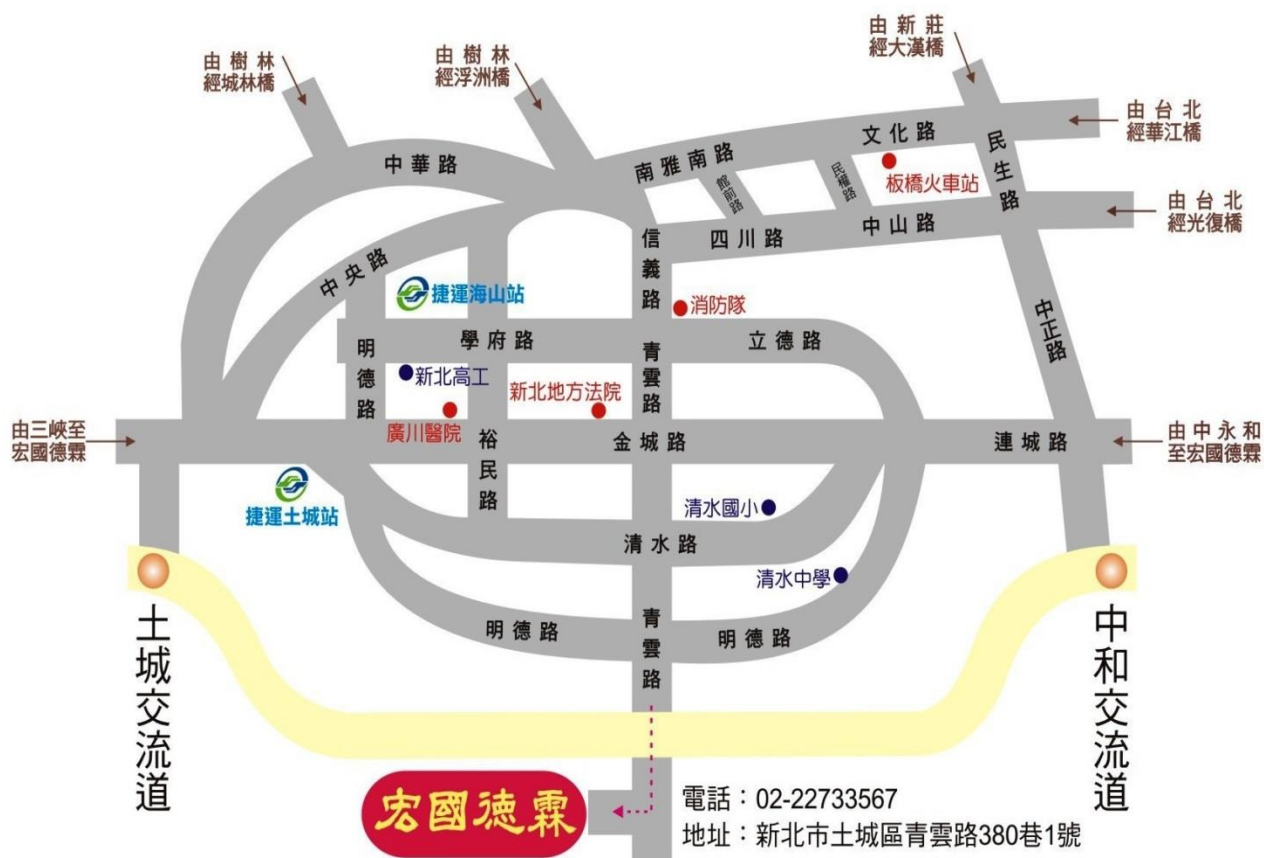 由新莊
經大漢橋
由樹林
經城林橋
由樹林
經浮洲橋
由台北
經華江橋
文化路
南雅南路
中華路
民權路
板橋火車站
民生路
館前路
由台北
經光復橋
中山路
四川路
信義路
中央路
捷運海山站
消防隊
中正路
學府路
立德路
明德路
青雲路
新北高工
新北地方法院
廣川醫院
由三峽至
宏國德霖
裕民路
金城路
連城路
由中永和
至宏國德霖
捷運土城站
清水國小
清水路
清水中學
土城交流道
明德路
青雲路
明德路
中和交流道
宏國德霖
電話：02-22733567
地址：新北市土城區青雲路380巷1號